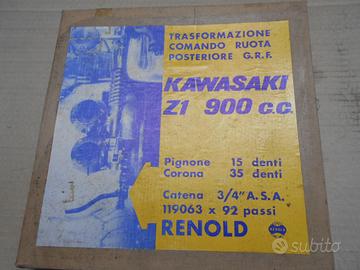 TRASFORMAZIONE
COMANDO RUOTA
POSTERIORE G.R.F.
KAWASAKI
Z1 900 c.c.
Pignone 15 denti
Corona 35 denti
Catena 3/4" A.S.A.
119063 x 92 passi
RENOLD
RENOLD
subito